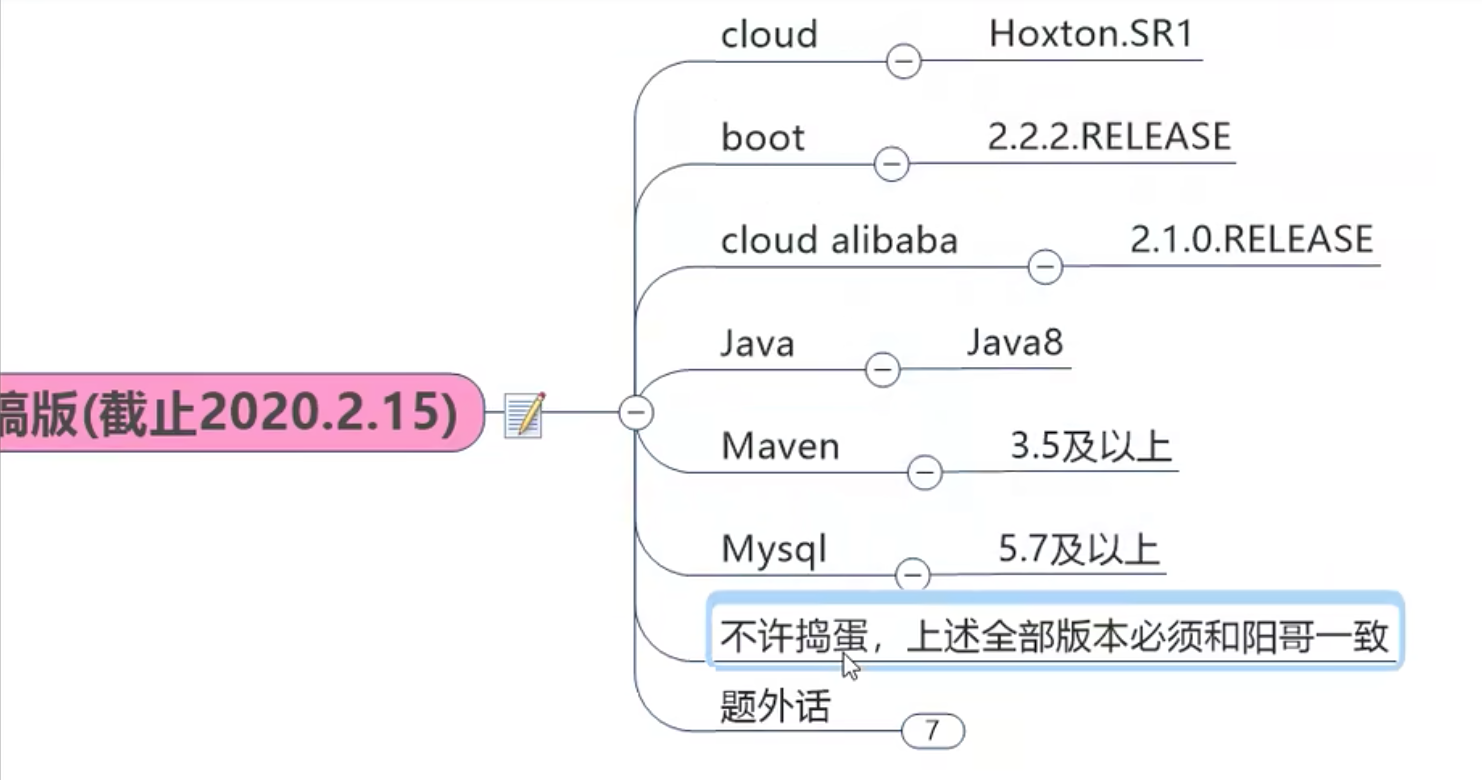 cloud Hoxton.SR1
boot 2.2.2.RELEASE
cloud alibaba 2.1.0.RELEASE
Java Java8
稿版(截止2020.2.15)
Maven 3.5及以上
Mysql 5.7及以上
不许捣蛋，上述全部版本必须和阳哥一致
题外话 7